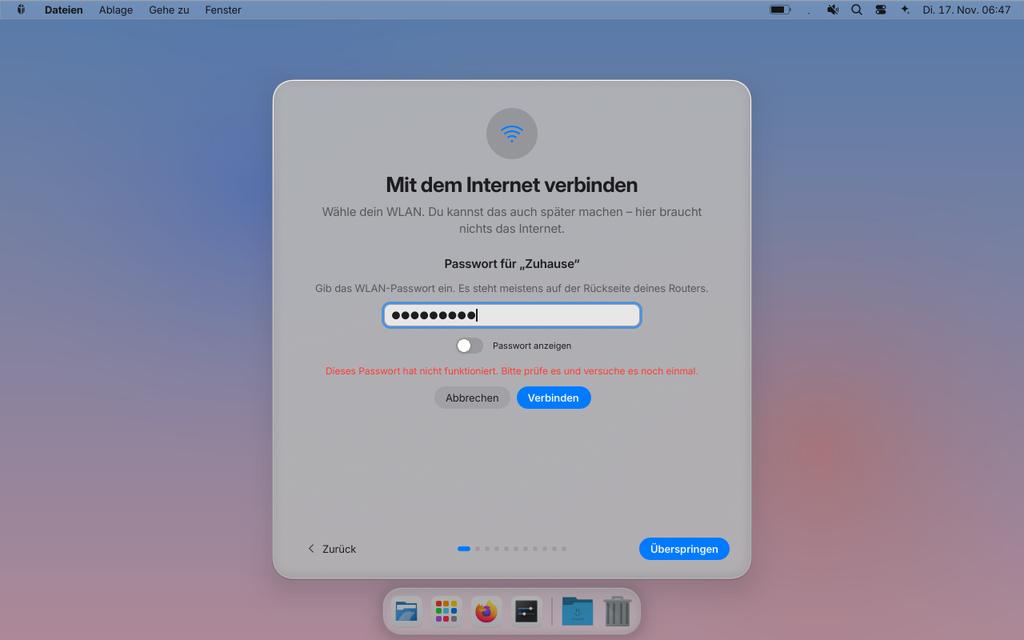 Dateien Ablage Gehe zu Fenster Di. 17. Nov. 06:47
Mit dem Internet verbinden
Wähle dein WLAN. Du kannst das auch später machen – hier braucht
nichts das Internet.
Passwort für „Zuhause“
Gib das WLAN-Passwort ein. Es steht meistens auf der Rückseite deines Routers.
●●●●●●●●●
Passwort anzeigen
Dieses Passwort hat nicht funktioniert. Bitte prüfe es und versuche es noch einmal.
Abbrechen Verbinden
Zurück Überspringen